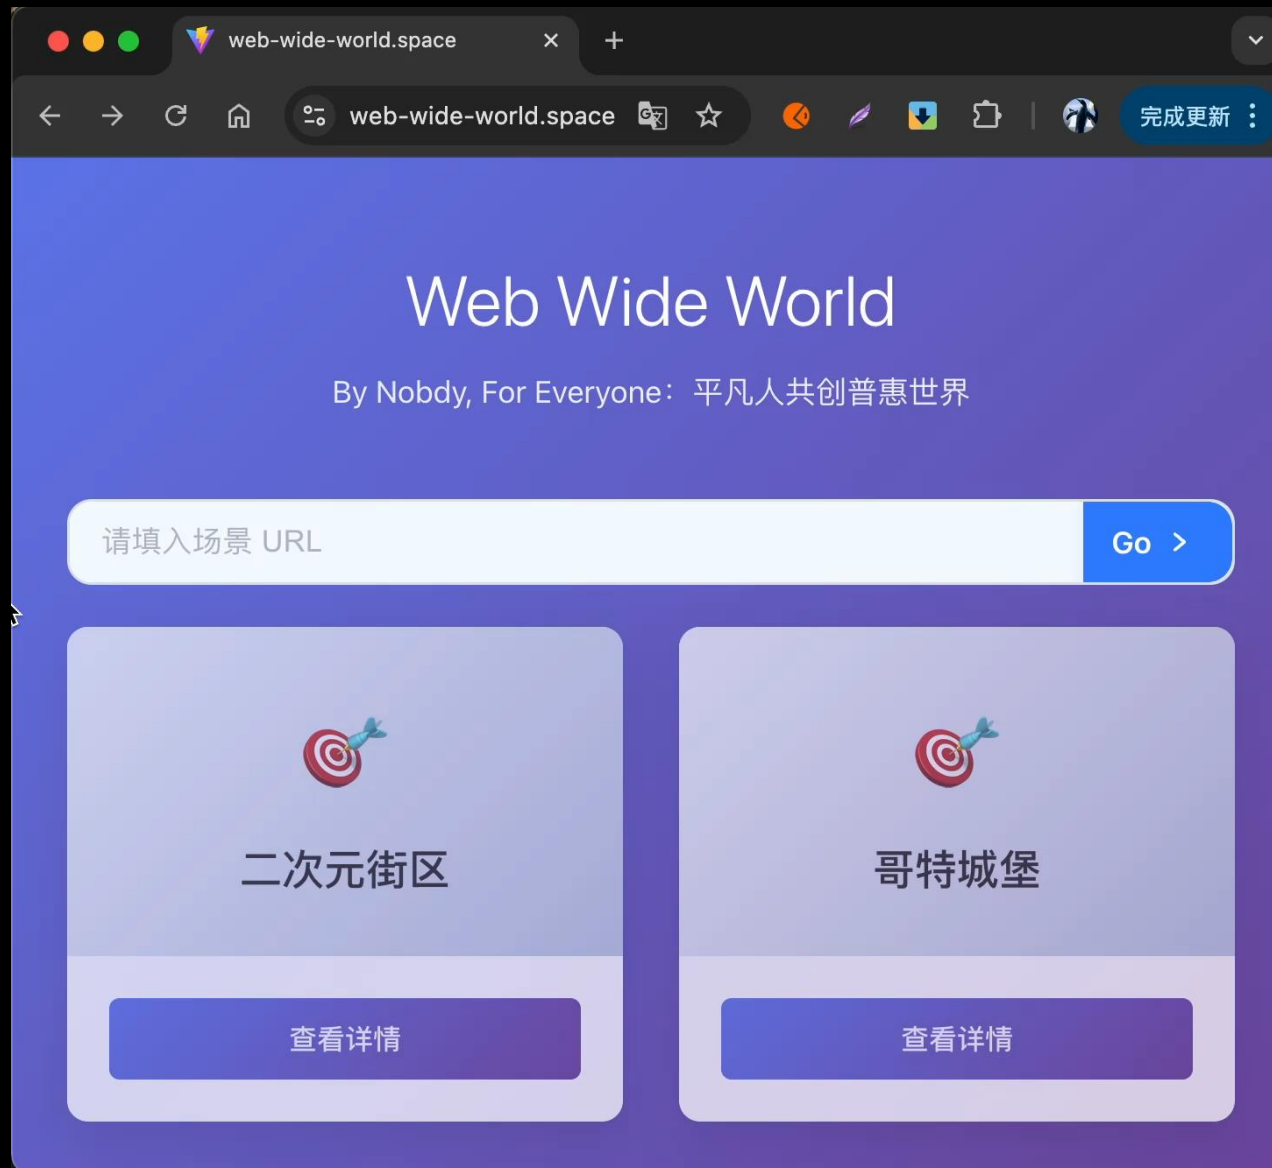 web-wide-world.space
web-wide-world.space
完成更新
Web Wide World
By Nobdy, For Everyone：平凡人共创普惠世界
请填入场景 URL
Go
二次元街区
哥特城堡
查看详情
查看详情